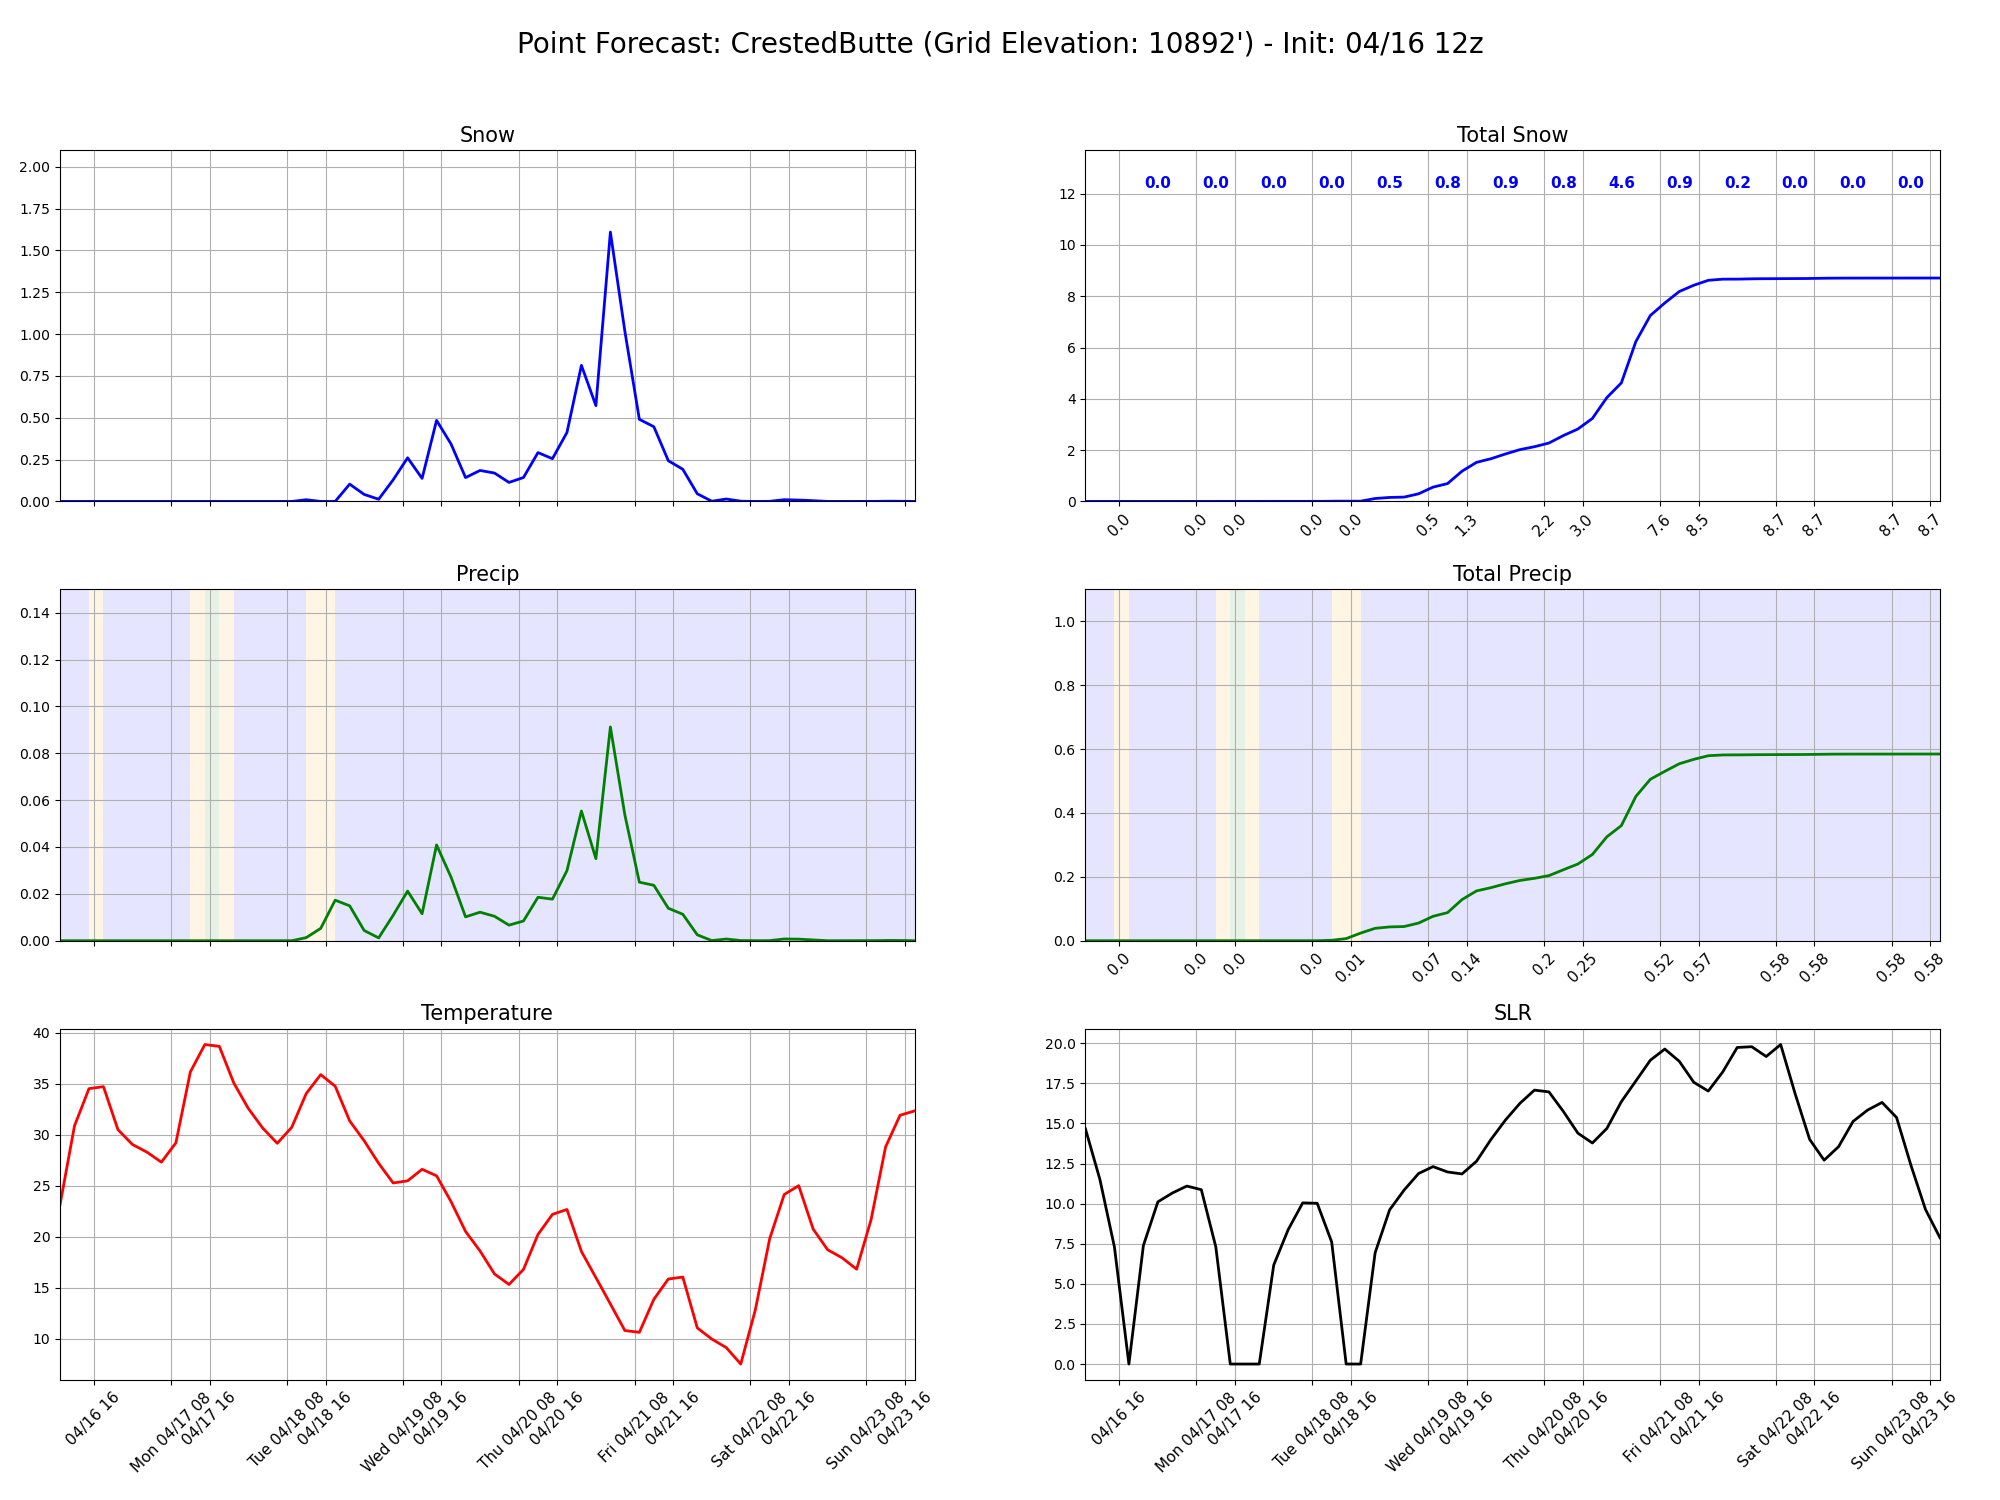 Point Forecast: CrestedButte (Grid Elevation: 10892') - Init: 04/16 12z
Snow
2.00
1.75
1.50
1.25
1.00
0.75
0.50
0.25
0.00
Total Snow
0.0 0.0 0.0 0.0 0.5 0.8 0.9 0.8 4.6 0.9 0.2 0.0 0.0 0.0
12
10
8
6
4
2
0
0.0 0.0 0.0 0.0 0.0 0.5 1.3 2.2 3.0 7.6 8.5 8.7 8.7 8.7 8.7
Precip
0.14
0.12
0.10
0.08
0.06
0.04
0.02
0.00
Total Precip
1.0
0.8
0.6
0.4
0.2
0.0
0.0 0.0 0.0 0.0 0.01 0.07 0.14 0.2 0.25 0.52 0.57 0.58 0.58 0.58 0.58
Temperature
40
35
30
25
20
15
10
04/16 16
Mon 04/17 08
04/17 16
Tue 04/18 08
04/18 16
Wed 04/19 08
04/19 16
Thu 04/20 08
04/20 16
Fri 04/21 08
04/21 16
Sat 04/22 08
04/22 16
Sun 04/23 08
04/23 16
SLR
20.0
17.5
15.0
12.5
10.0
7.5
5.0
2.5
0.0
04/16 16
Mon 04/17 08
04/17 16
Tue 04/18 08
04/18 16
Wed 04/19 08
04/19 16
Thu 04/20 08
04/20 16
Fri 04/21 08
04/21 16
Sat 04/22 08
04/22 16
Sun 04/23 08
04/23 16